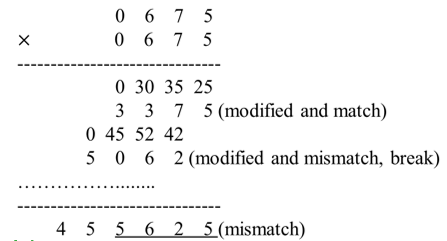 0 6 7 5
× 0 6 7 5
---------------------------------
0 30 35 25
3 3 7 5 (modified and match)
0 45 52 42
5 0 6 2 (modified and mismatch, break)
……………........
---------------------------------
4 5 5 6 2 5 (mismatch)